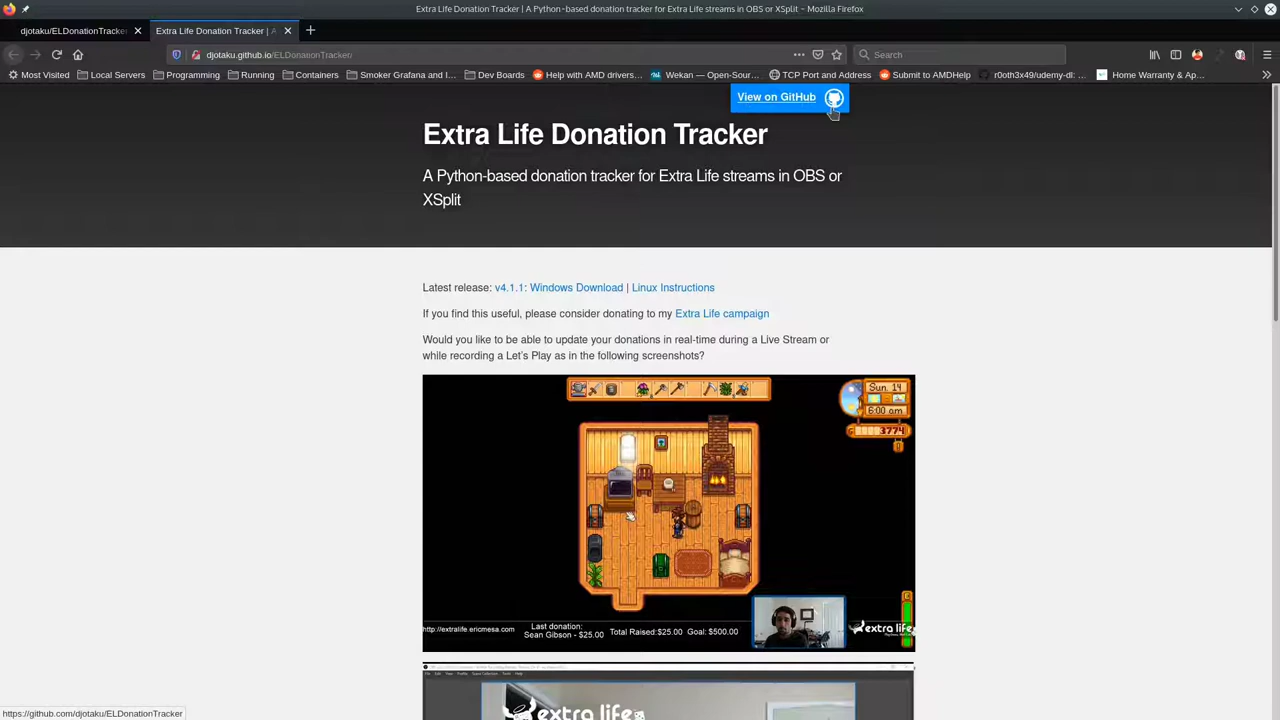 Extra Life Donation Tracker | A Python-based donation tracker for Extra Life streams in OBS or XSplit – Mozilla Firefox
djotaku/ELDonationTracke
Extra Life Donation Tracker | A
djotaku.github.io/ELDonationTracker/
Search
Most Visited
Local Servers
Programming
Running
Containers
Smoker Grafana and I...
Dev Boards
Help with AMD drivers...
Wekan — Open-Sour...
TCP Port and Address
Submit to AMDHelp
r0oth3x49/udemy-dl: ...
Home Warranty & Ap...
View on GitHub
Extra Life Donation Tracker
A Python-based donation tracker for Extra Life streams in OBS or
XSplit
Latest release: v4.1.1: Windows Download | Linux Instructions
If you find this useful, please consider donating to my Extra Life campaign
Would you like to be able to update your donations in real-time during a Live Stream or
while recording a Let's Play as in the following screenshots?
Sun. 14
6:00 am
3774
http://extralife.ericmesa.com
Last donation:
Sean Gibson - $25.00
Total Raised:$25.00
Goal: $500.00
extra life
extra life
https://github.com/djotaku/ELDonationTracker